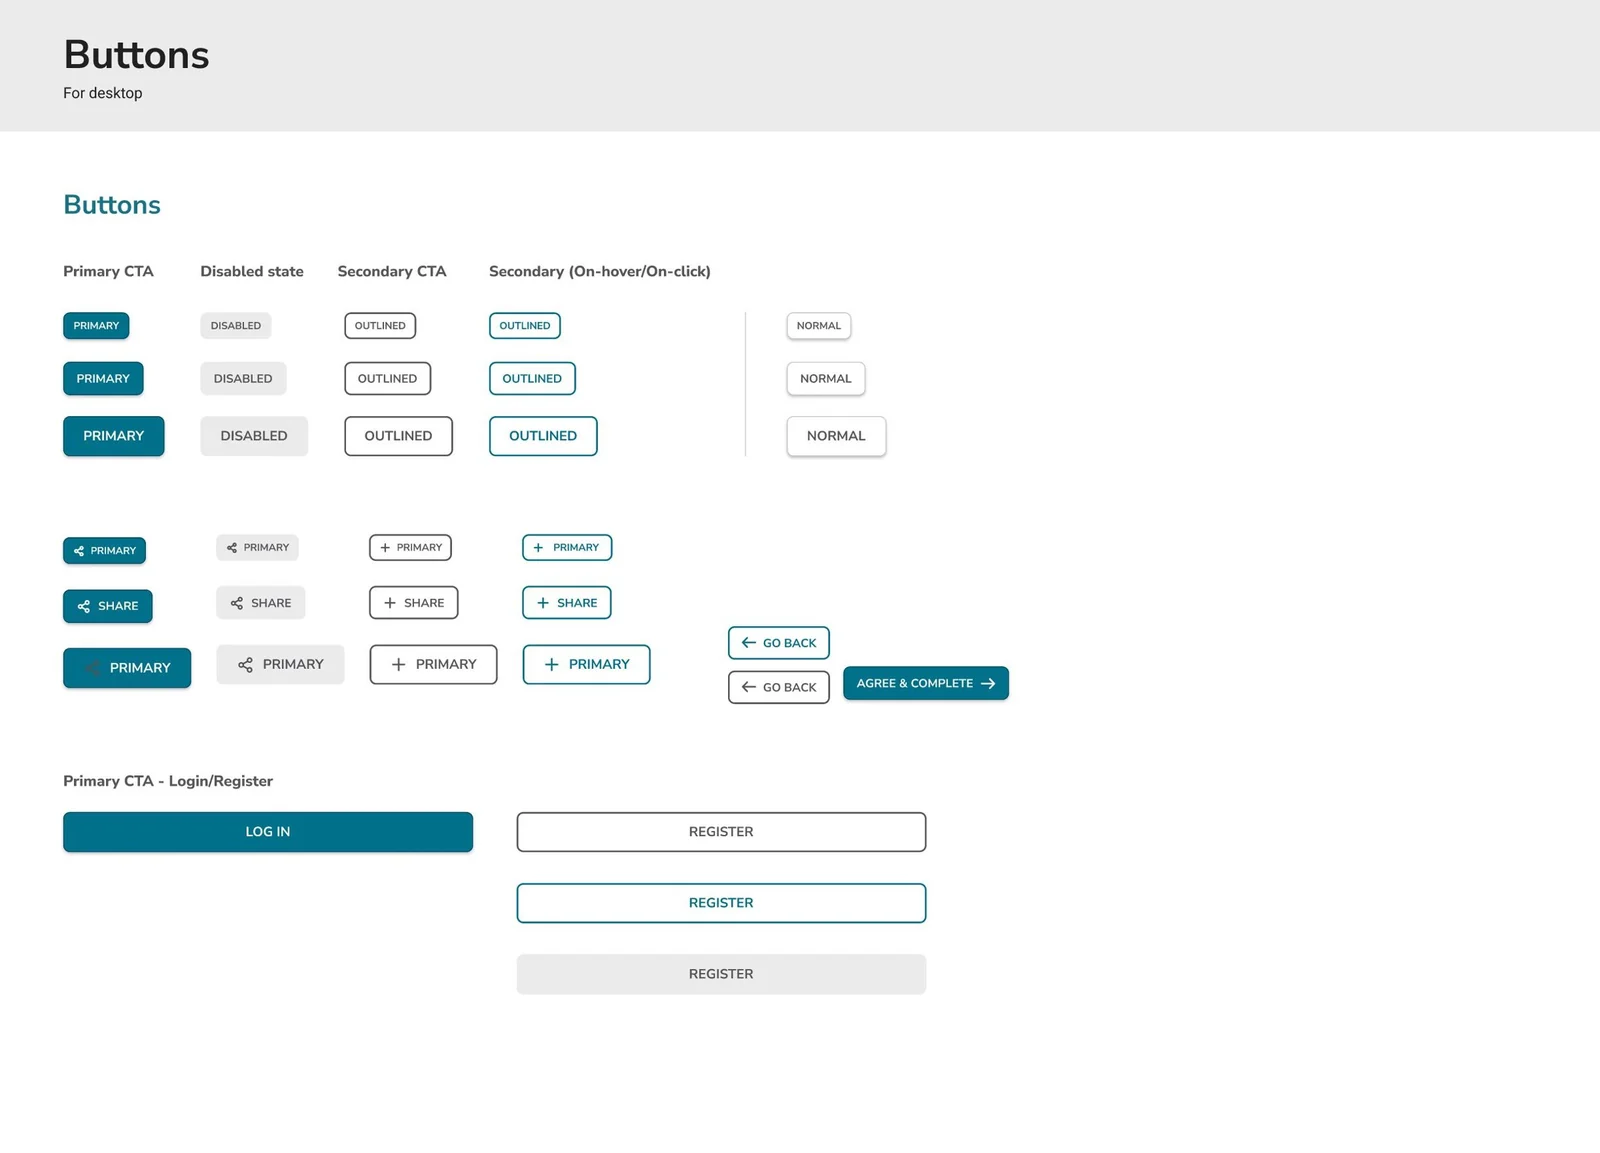 Buttons
For desktop
Buttons
Primary CTA
Disabled state
Secondary CTA
Secondary (On-hover/On-click)
PRIMARY
DISABLED
OUTLINED
OUTLINED
NORMAL
PRIMARY
DISABLED
OUTLINED
OUTLINED
NORMAL
PRIMARY
DISABLED
OUTLINED
OUTLINED
NORMAL
PRIMARY
PRIMARY
PRIMARY
PRIMARY
SHARE
SHARE
SHARE
SHARE
PRIMARY
PRIMARY
PRIMARY
PRIMARY
GO BACK
GO BACK
AGREE & COMPLETE
Primary CTA - Login/Register
LOG IN
REGISTER
REGISTER
REGISTER